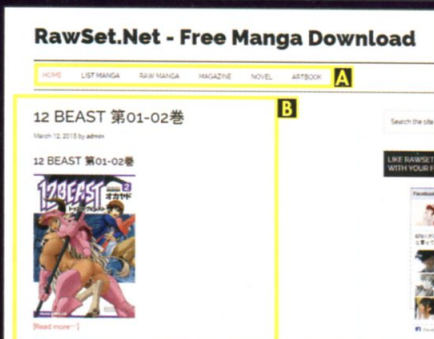 RawSet.Net - Free Manga Download
HOME LIST MANGA RAW MANGA MAGAZINE NOVEL ARTBOOK A
B
12 BEAST 第01-02巻
March 12, 2015 by admin
12 BEAST 第01-02巻
12BEAST 2
オカヤド
[Read more…]
Search the site
LIKE RAWSET
WITH YOUR F
Facebook